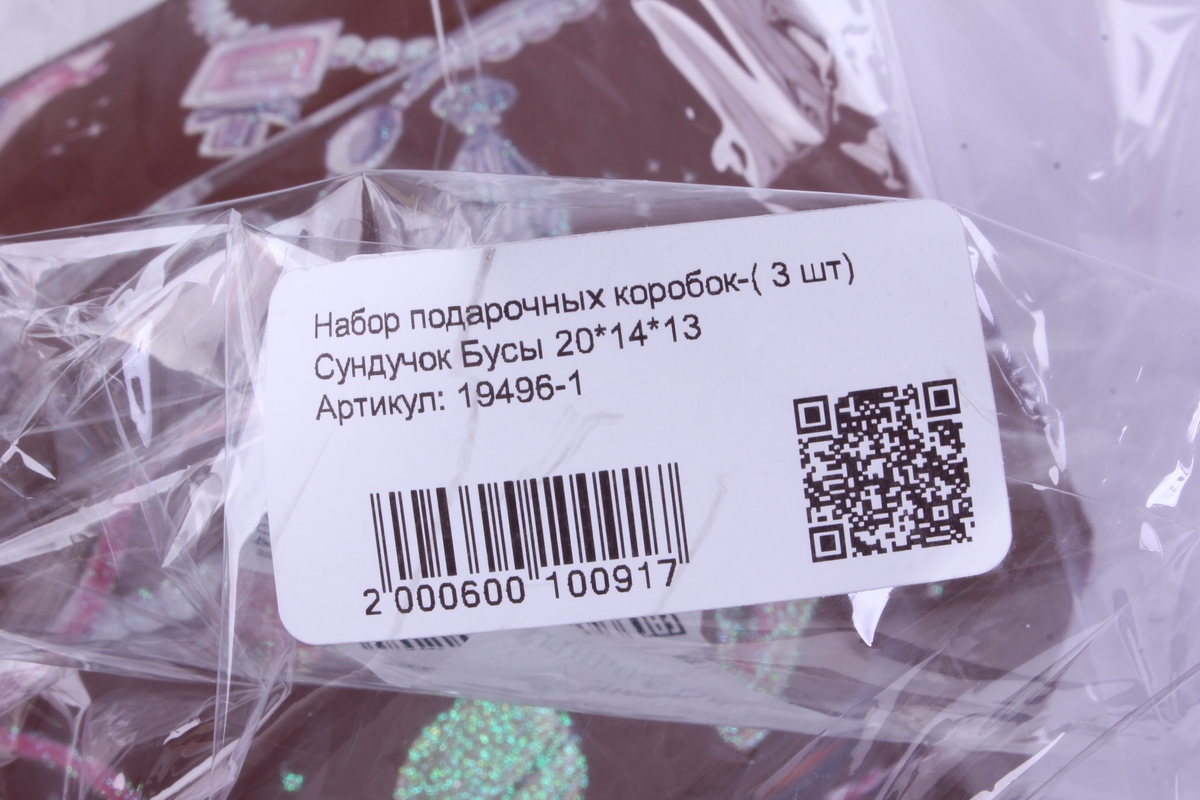 Набор подарочных коробок-( 3 шт)
Сундучок Бусы 20*14*13
Артикул: 19496-1
2 000600 100917